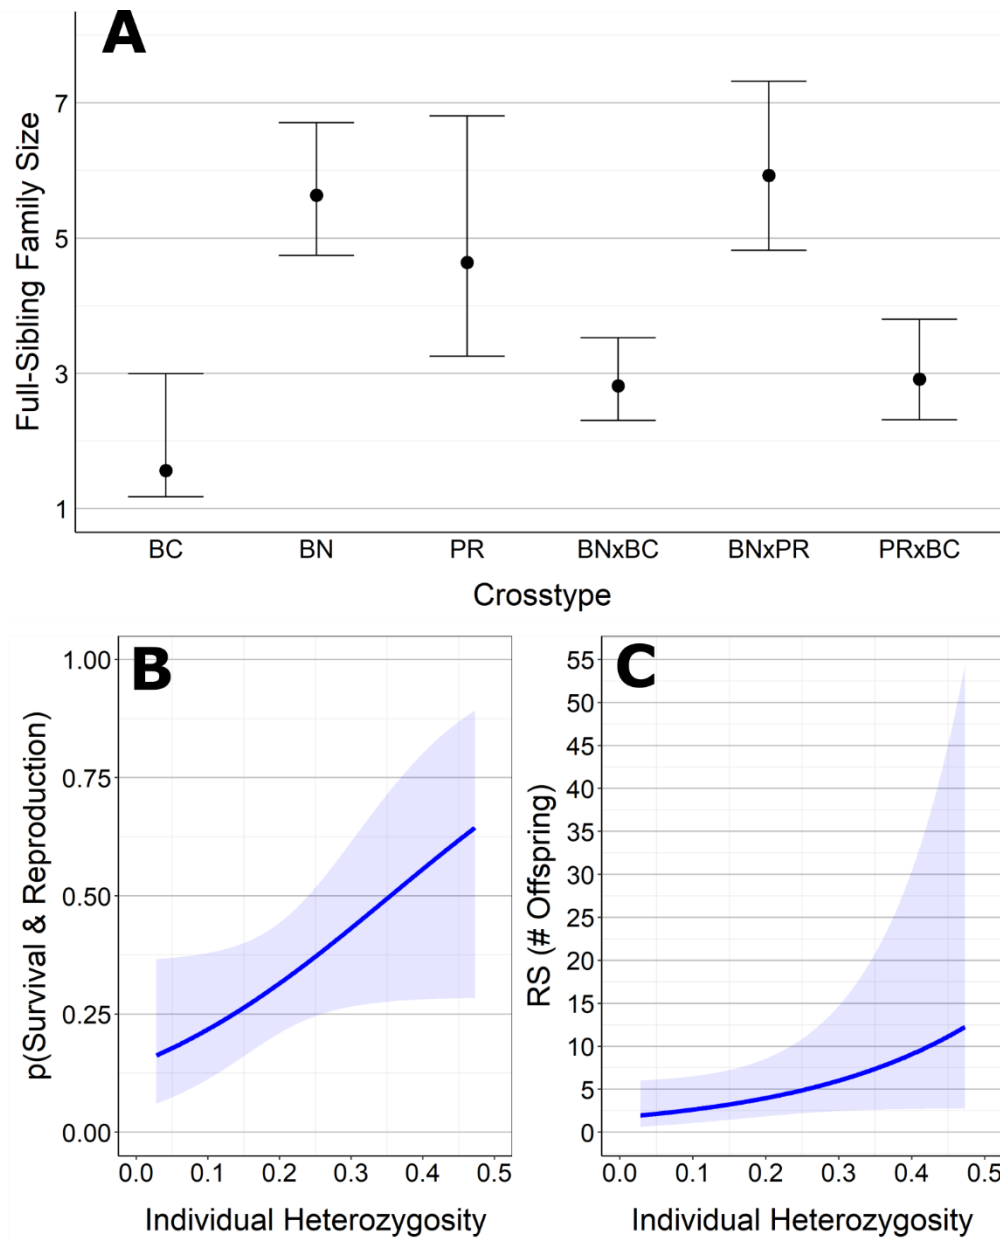 A
Full-Sibling Family Size
7
5
3
1
BC BN PR BNxBC BNxPR PRxBC
Crosstype
B
p(Survival & Reproduction)
1.00
0.75
0.50
0.25
0.00
0.0 0.1 0.2 0.3 0.4 0.5
Individual Heterozygosity
C
RS (# Offspring)
55
50
45
40
35
30
25
20
15
10
5
0
0.0 0.1 0.2 0.3 0.4 0.5
Individual Heterozygosity